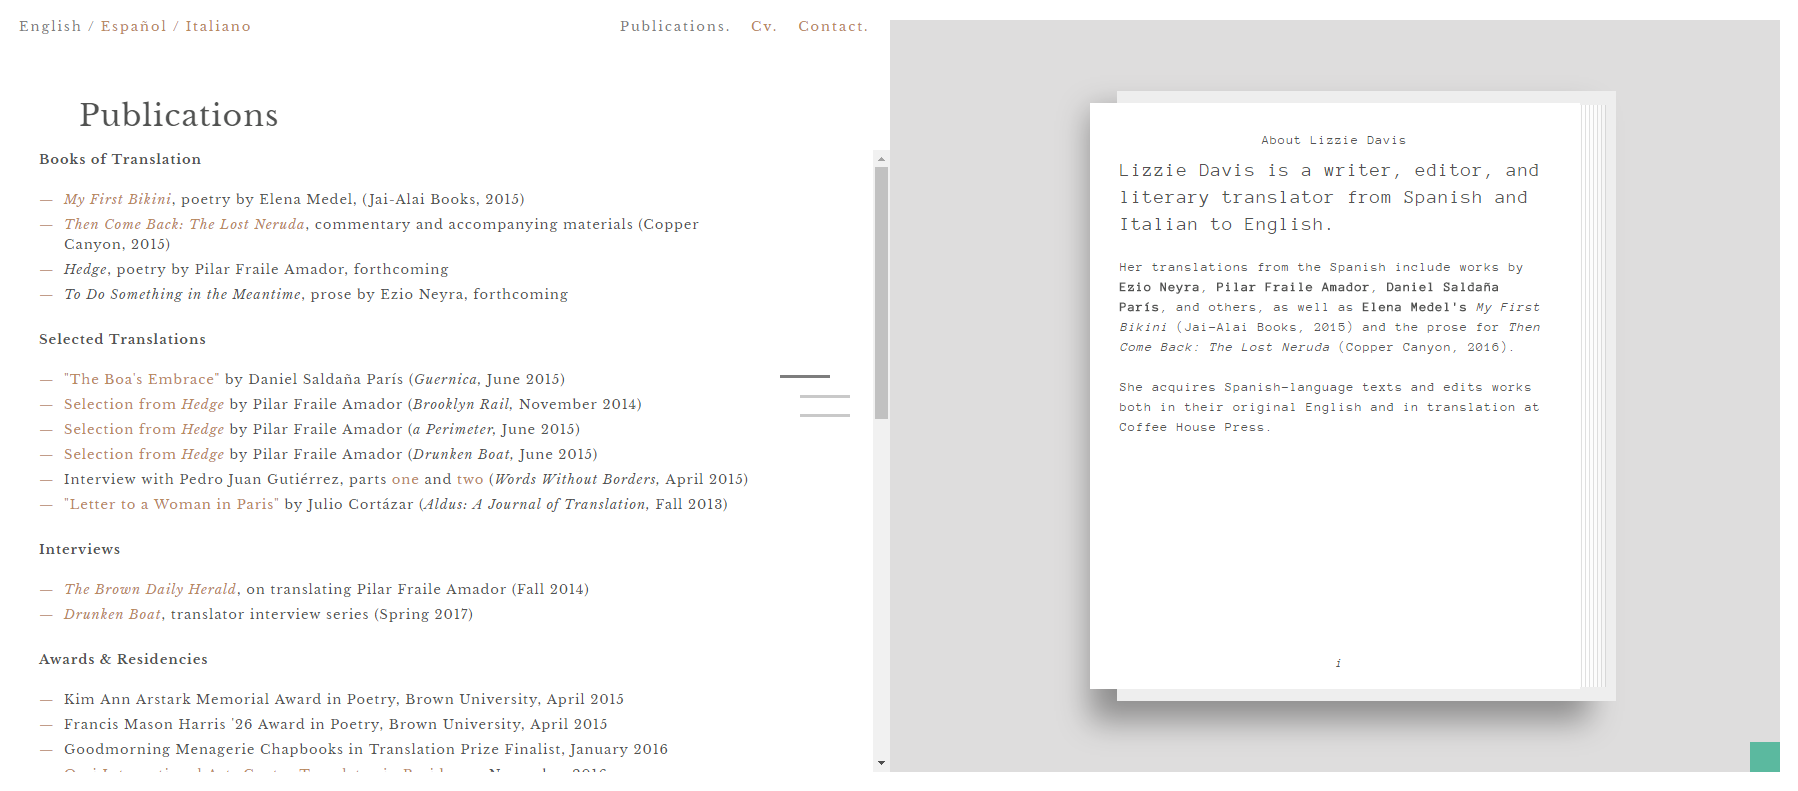 English / Español / Italiano
Publications. Cv. Contact.
Publications
Books of Translation
— My First Bikini, poetry by Elena Medel, (Jai-Alai Books, 2015)
— Then Come Back: The Lost Neruda, commentary and accompanying materials (Copper
Canyon, 2015)
— Hedge, poetry by Pilar Fraile Amador, forthcoming
— To Do Something in the Meantime, prose by Ezio Neyra, forthcoming
Selected Translations
— "The Boa's Embrace" by Daniel Saldaña París (Guernica, June 2015)
— Selection from Hedge by Pilar Fraile Amador (Brooklyn Rail, November 2014)
— Selection from Hedge by Pilar Fraile Amador (a Perimeter, June 2015)
— Selection from Hedge by Pilar Fraile Amador (Drunken Boat, June 2015)
— Interview with Pedro Juan Gutiérrez, parts one and two (Words Without Borders, April 2015)
— "Letter to a Woman in Paris" by Julio Cortázar (Aldus: A Journal of Translation, Fall 2013)
Interviews
— The Brown Daily Herald, on translating Pilar Fraile Amador (Fall 2014)
— Drunken Boat, translator interview series (Spring 2017)
Awards & Residencies
— Kim Ann Arstark Memorial Award in Poetry, Brown University, April 2015
— Francis Mason Harris '26 Award in Poetry, Brown University, April 2015
— Goodmorning Menagerie Chapbooks in Translation Prize Finalist, January 2016
About Lizzie Davis
Lizzie Davis is a writer, editor, and
literary translator from Spanish and
Italian to English.
Her translations from the Spanish include works by
Ezio Neyra, Pilar Fraile Amador, Daniel Saldaña
París, and others, as well as Elena Medel's My First
Bikini (Jai-Alai Books, 2015) and the prose for Then
Come Back: The Lost Neruda (Copper Canyon, 2016).
She acquires Spanish-language texts and edits works
both in their original English and in translation at
Coffee House Press.
i